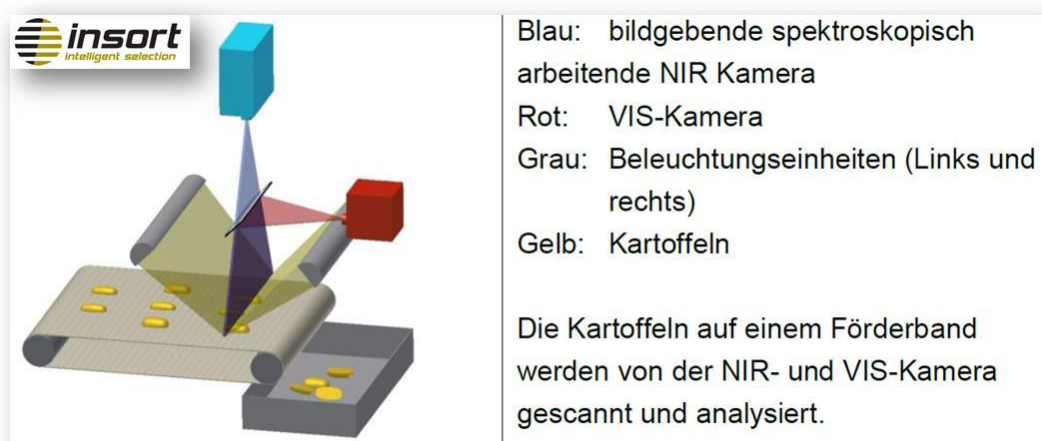 insort
intelligent selection
Blau: bildgebende spektroskopisch
arbeitende NIR Kamera
Rot: VIS-Kamera
Grau: Beleuchtungseinheiten (Links und
rechts)
Gelb: Kartoffeln
Die Kartoffeln auf einem Förderband
werden von der NIR- und VIS-Kamera
gescannt und analysiert.